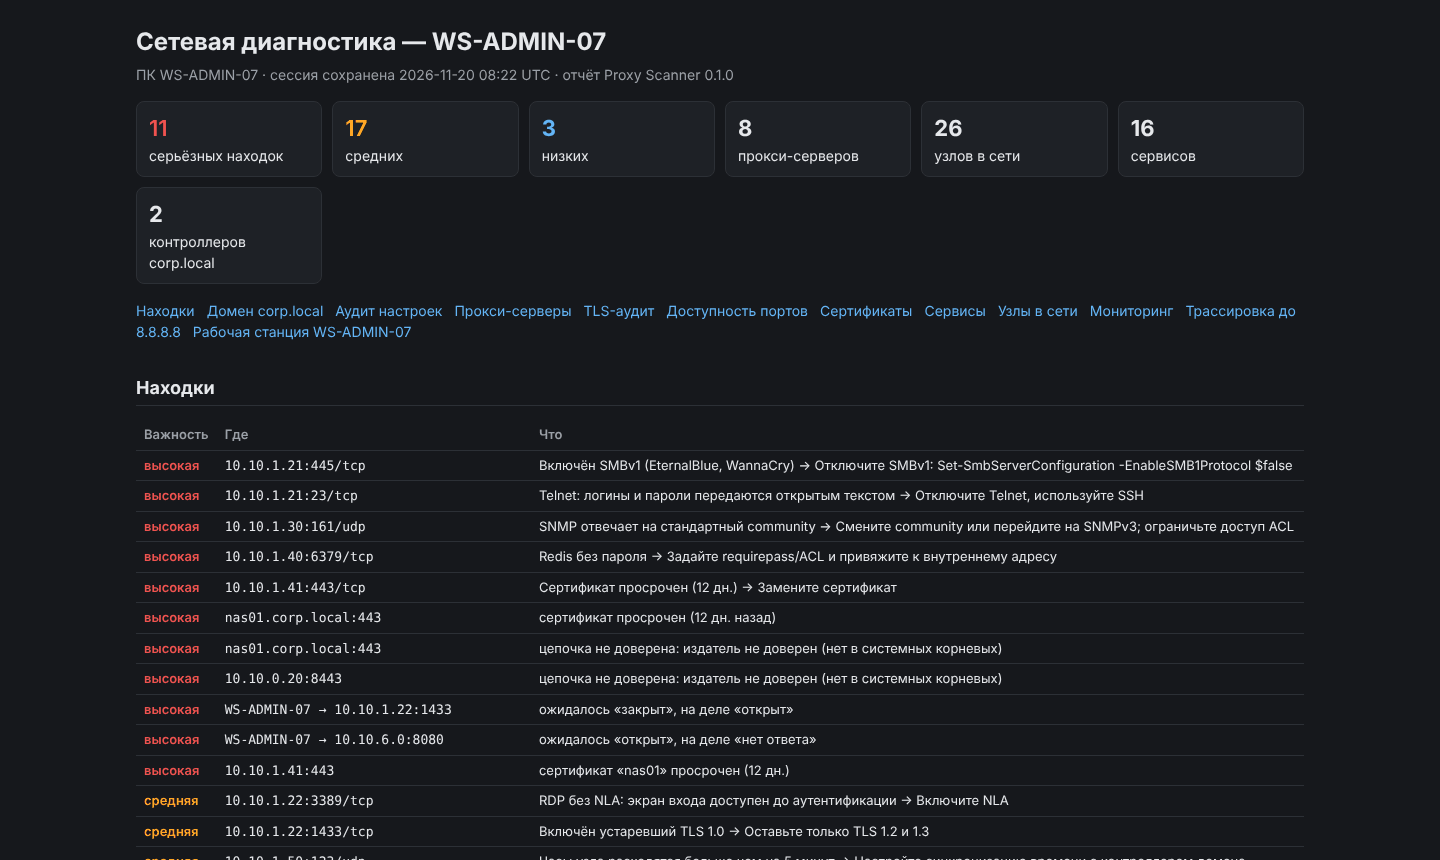 Сетевая диагностика — WS-ADMIN-07
ПК WS-ADMIN-07 · сессия сохранена 2026-11-20 08:22 UTC · отчёт Proxy Scanner 0.1.0
11
серьёзных находок
17
средних
3
низких
8
прокси-серверов
26
узлов в сети
16
сервисов
2
контроллеров
corp.local
Находки Домен corp.local Аудит настроек Прокси-серверы TLS-аудит Доступность портов Сертификаты Сервисы Узлы в сети Мониторинг Трассировка до
8.8.8.8 Рабочая станция WS-ADMIN-07
Находки
Важность Где Что
высокая 10.10.1.21:445/tcp Включён SMBv1 (EternalBlue, WannaCry) → Отключите SMBv1: Set-SmbServerConfiguration -EnableSMB1Protocol $false
высокая 10.10.1.21:23/tcp Telnet: логины и пароли передаются открытым текстом → Отключите Telnet, используйте SSH
высокая 10.10.1.30:161/udp SNMP отвечает на стандартный community → Смените community или перейдите на SNMPv3; ограничьте доступ ACL
высокая 10.10.1.40:6379/tcp Redis без пароля → Задайте requirepass/ACL и привяжите к внутреннему адресу
высокая 10.10.1.41:443/tcp Сертификат просрочен (12 дн.) → Замените сертификат
высокая nas01.corp.local:443 сертификат просрочен (12 дн. назад)
высокая nas01.corp.local:443 цепочка не доверена: издатель не доверен (нет в системных корневых)
высокая 10.10.0.20:8443 цепочка не доверена: издатель не доверен (нет в системных корневых)
высокая WS-ADMIN-07 → 10.10.1.22:1433 ожидалось «закрыт», на деле «открыт»
высокая WS-ADMIN-07 → 10.10.6.0:8080 ожидалось «открыт», на деле «нет ответа»
высокая 10.10.1.41:443 сертификат «nas01» просрочен (12 дн.)
средняя 10.10.1.22:3389/tcp RDP без NLA: экран входа доступен до аутентификации → Включите NLA
средняя 10.10.1.22:1433/tcp Включён устаревший TLS 1.0 → Оставьте только TLS 1.2 и 1.3